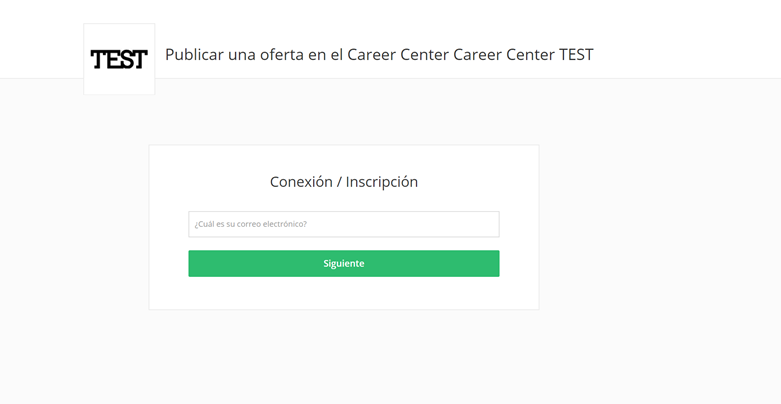 TEST
Publicar una oferta en el Career Center Career Center TEST
Conexión / Inscripción
¿Cuál es su correo electrónico?
Siguiente